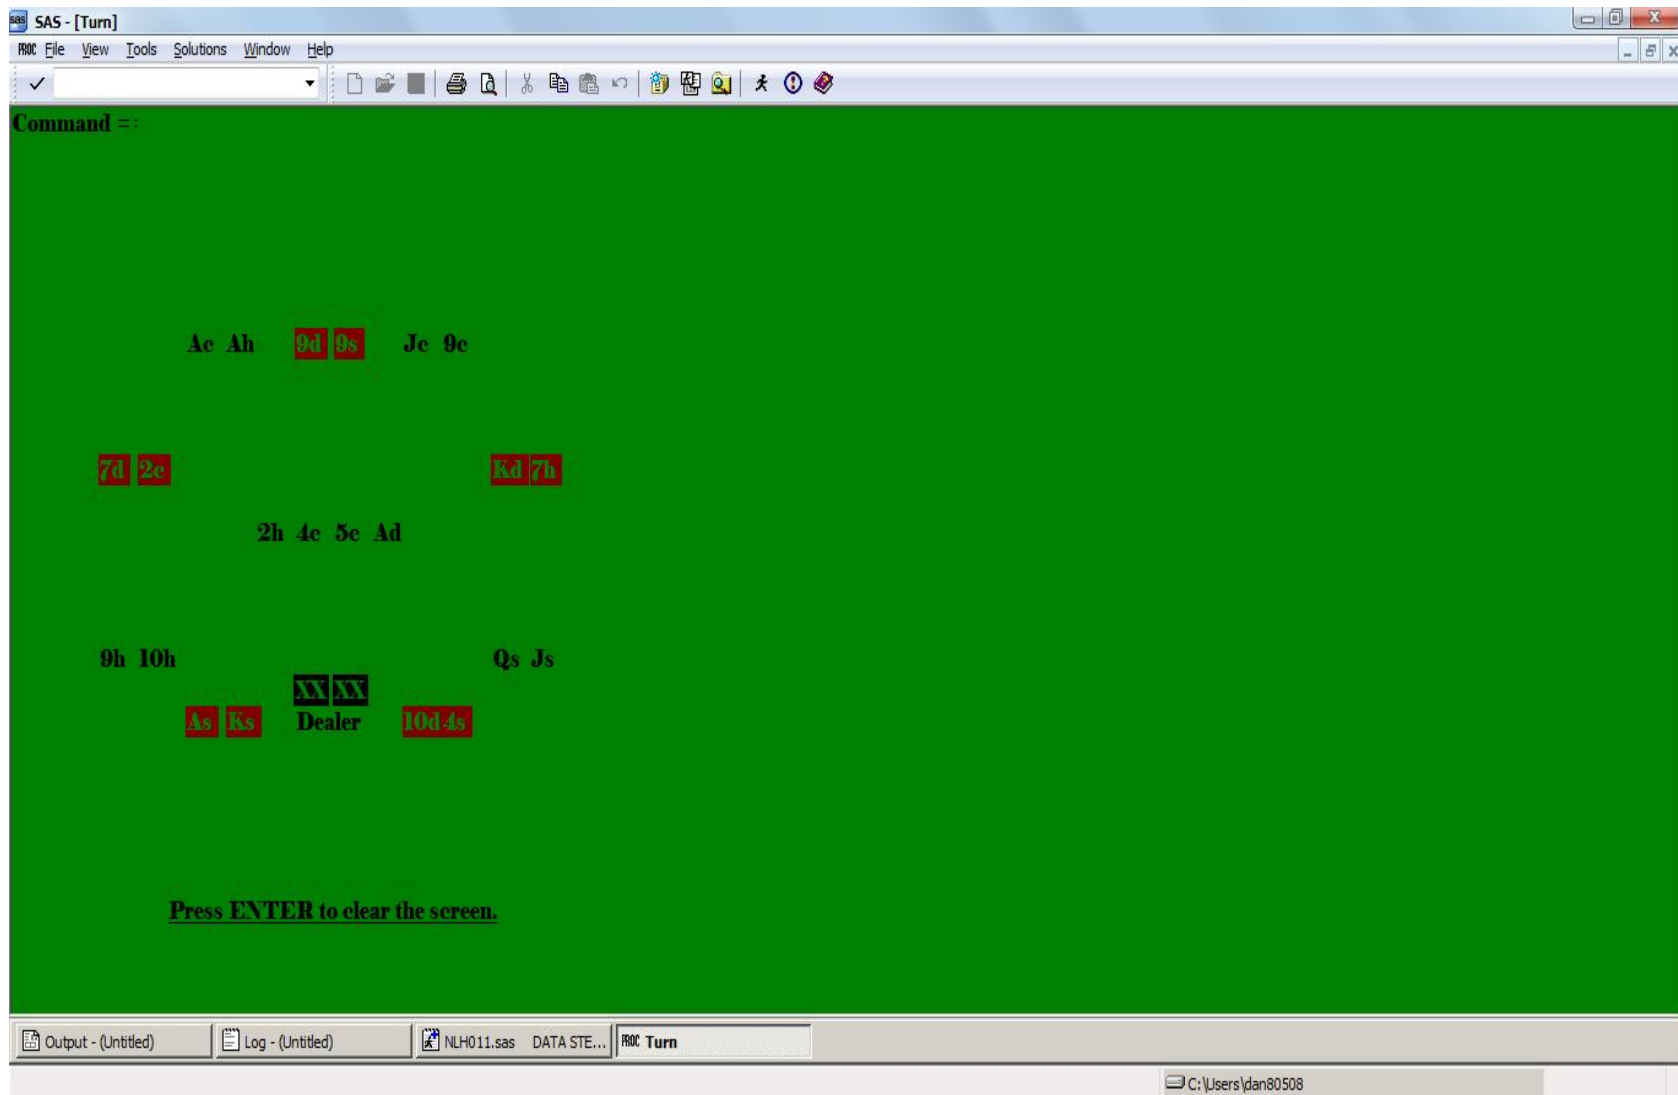 sas SAS - [Turn]
PROC File View Tools Solutions Window Help
Command =:
Ac Ah 9d 9s Jc 9c
7d 2c Kd 7h
2h 4c 5c Ad
9h 10h Qs Js
XX XX
As Ks Dealer 10d 4s
Press ENTER to clear the screen.
Output - (Untitled) Log - (Untitled) NLH011.sas DATA STE... PROC Turn
C:\Users\dan80508